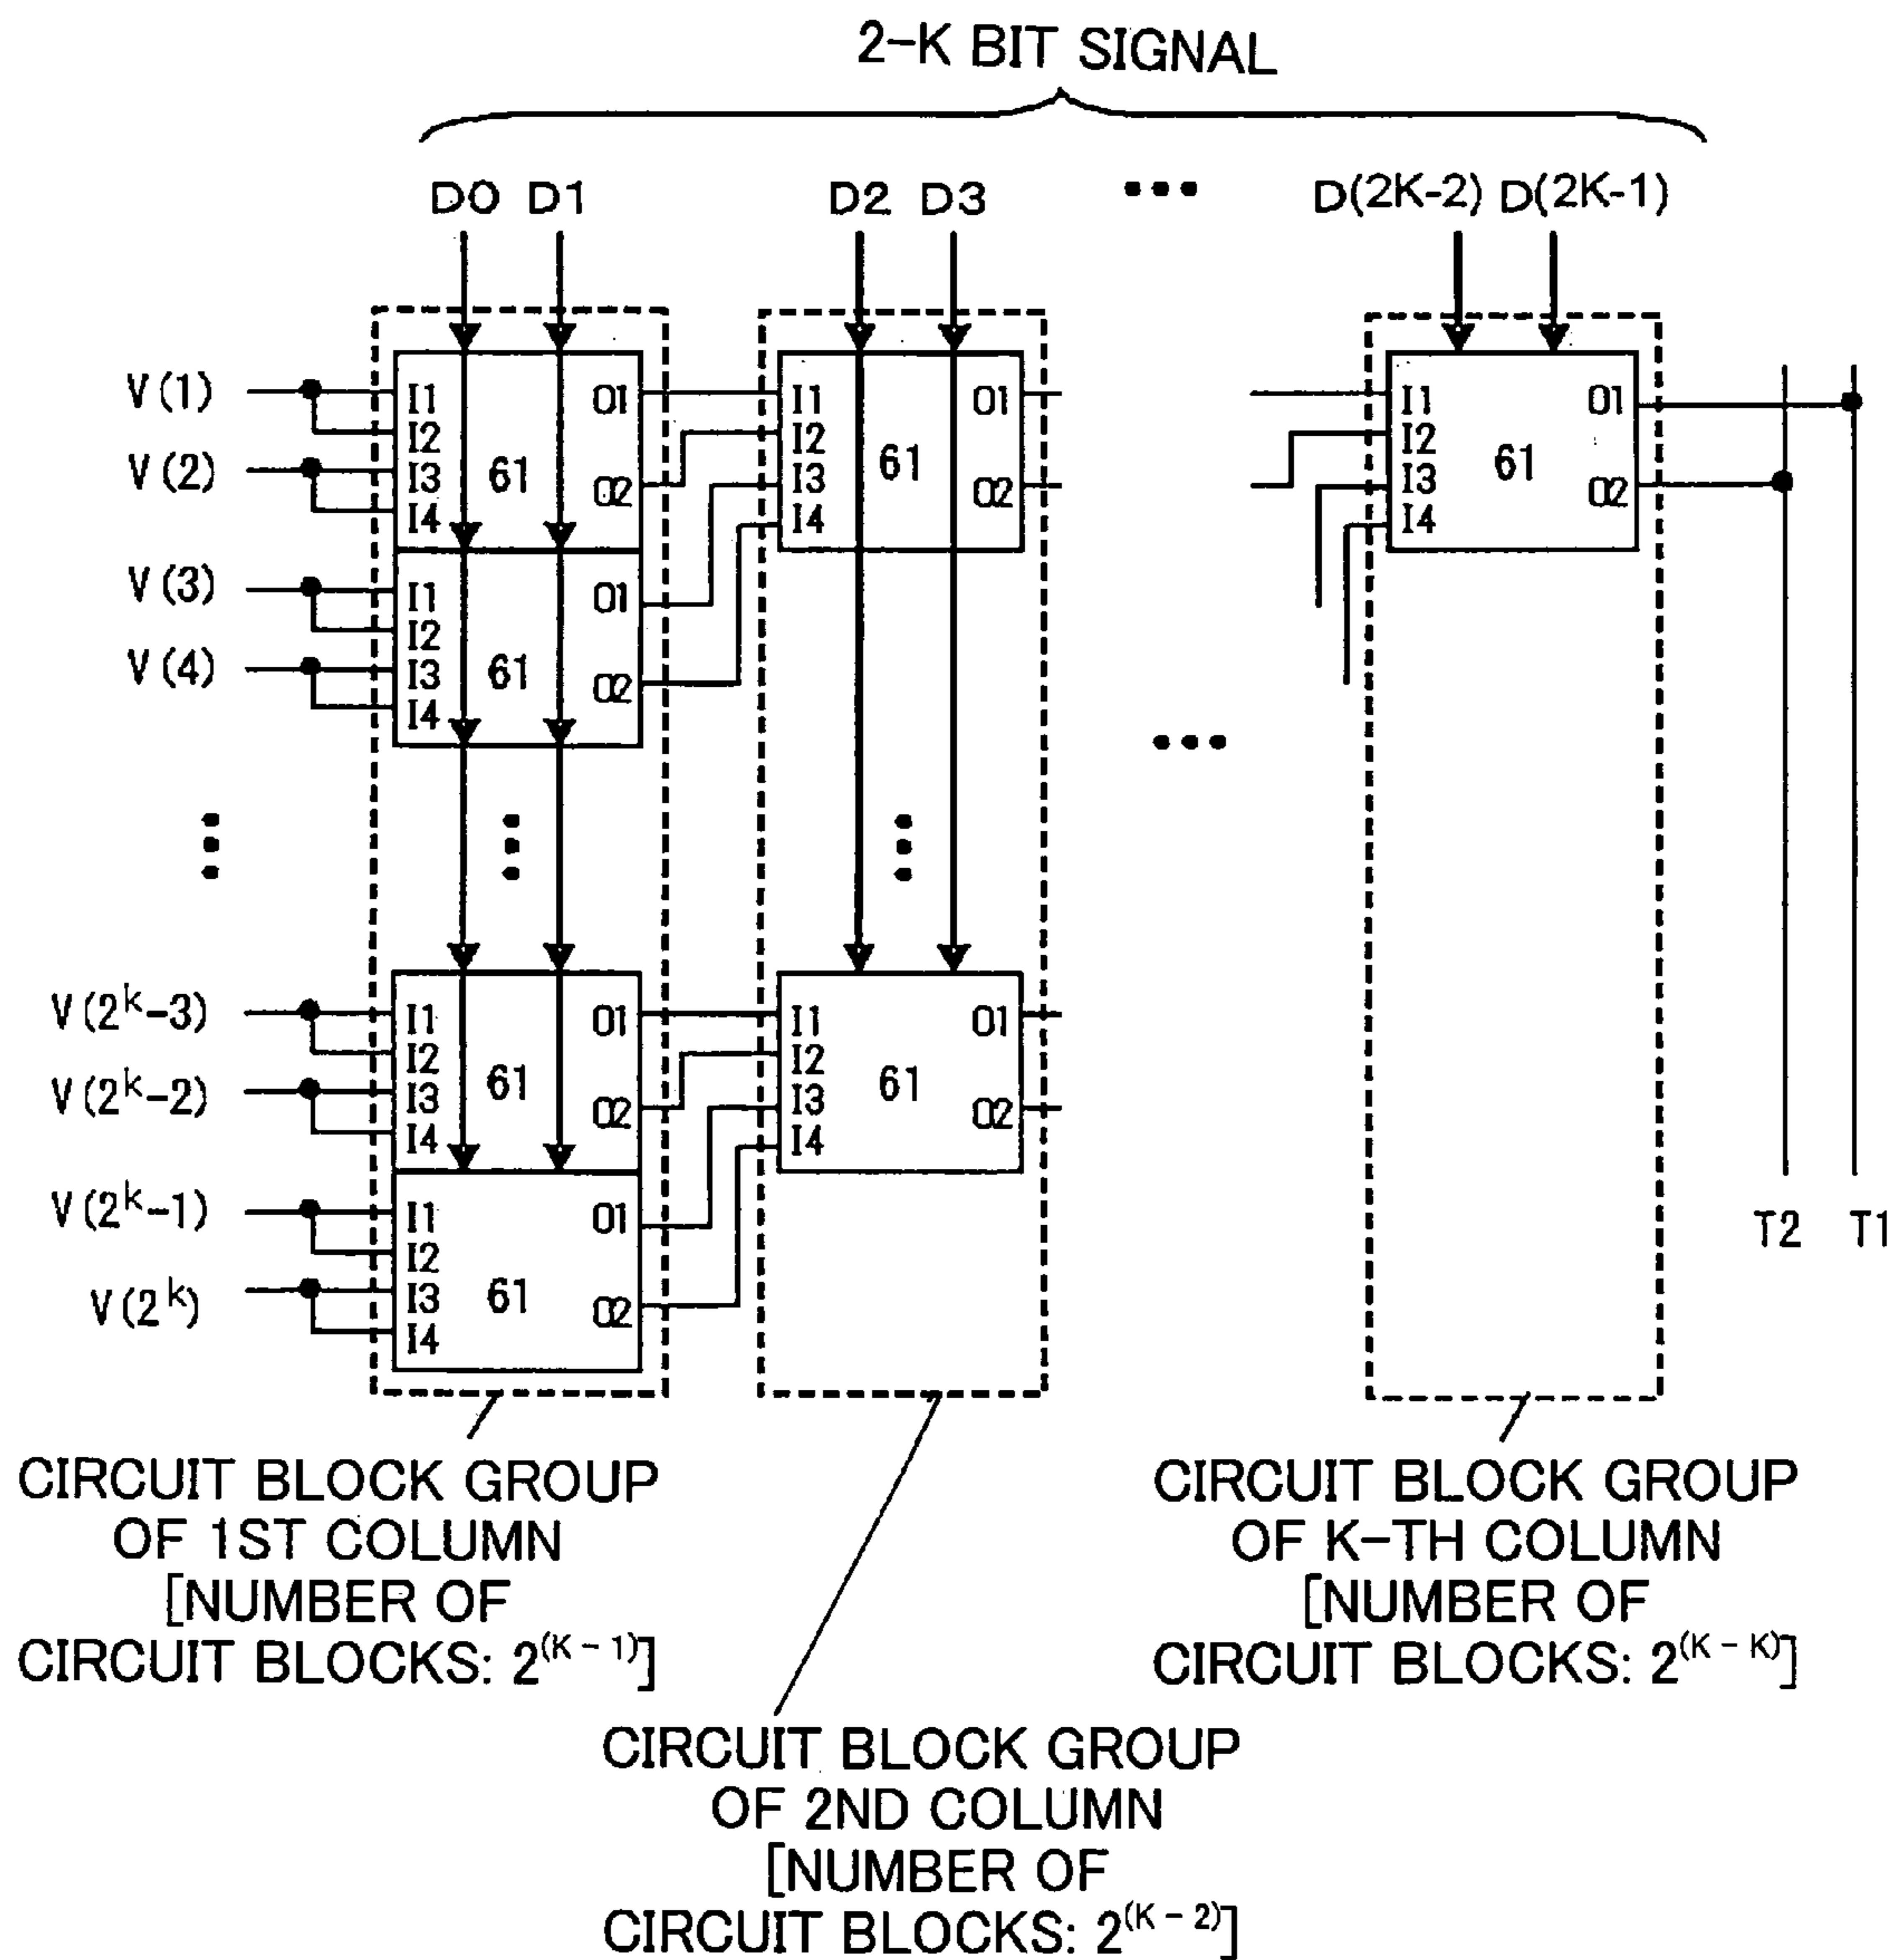 2-K BIT SIGNAL
D0 D1 D2 D3 ••• D(2K-2) D(2K-1)
V(1)
V(2)
I1
I2
I3
I4
61
O1
O2
I1
I2
I3
I4
61
O1
O2
I1
I2
I3
I4
61
O1
O2
V(3)
V(4)
I1
I2
I3
I4
61
O1
O2
•••
V(2^k-3)
V(2^k-2)
I1
I2
I3
I4
61
O1
O2
I1
I2
I3
I4
61
O1
O2
V(2^k-1)
V(2^k)
I1
I2
I3
I4
61
O1
O2
T2 T1
CIRCUIT BLOCK GROUP
OF 1ST COLUMN
[NUMBER OF
CIRCUIT BLOCKS: 2^(K-1)]
CIRCUIT BLOCK GROUP
OF K-TH COLUMN
[NUMBER OF
CIRCUIT BLOCKS: 2^(K-K)]
CIRCUIT BLOCK GROUP
OF 2ND COLUMN
[NUMBER OF
CIRCUIT BLOCKS: 2^(K-2)]